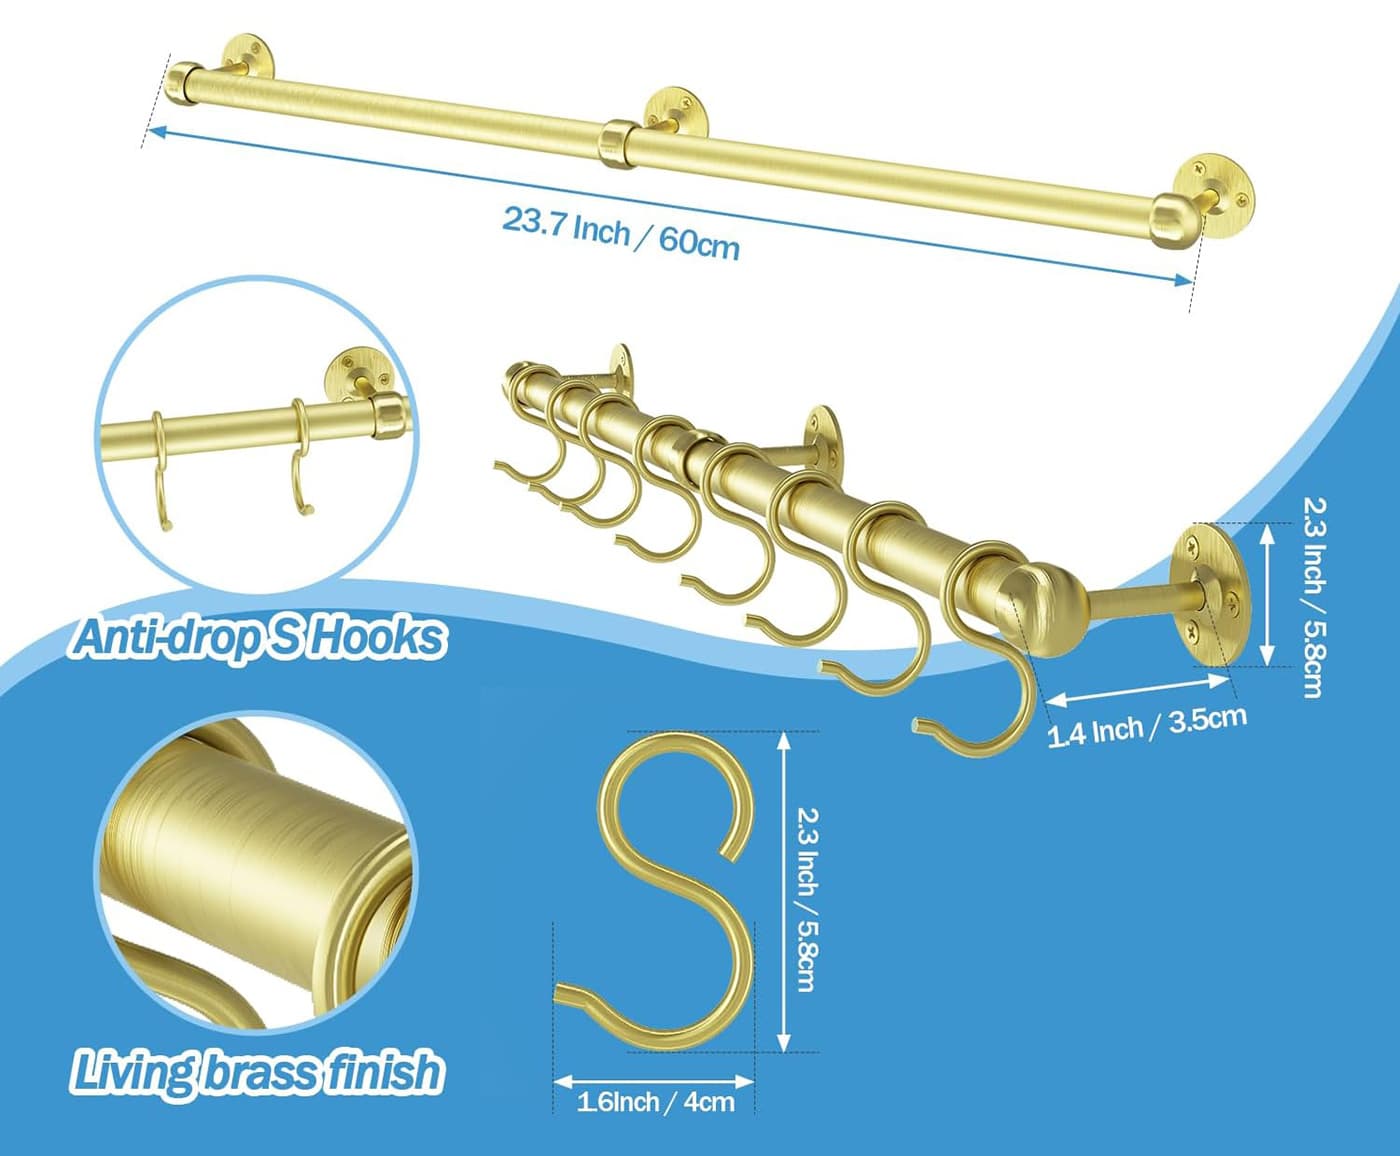 23.7 Inch / 60cm
Anti-drop S Hooks
2.3 Inch / 5.8cm
1.4 Inch / 3.5cm
2.3 Inch / 5.8cm
Living brass finish
1.6Inch / 4cm